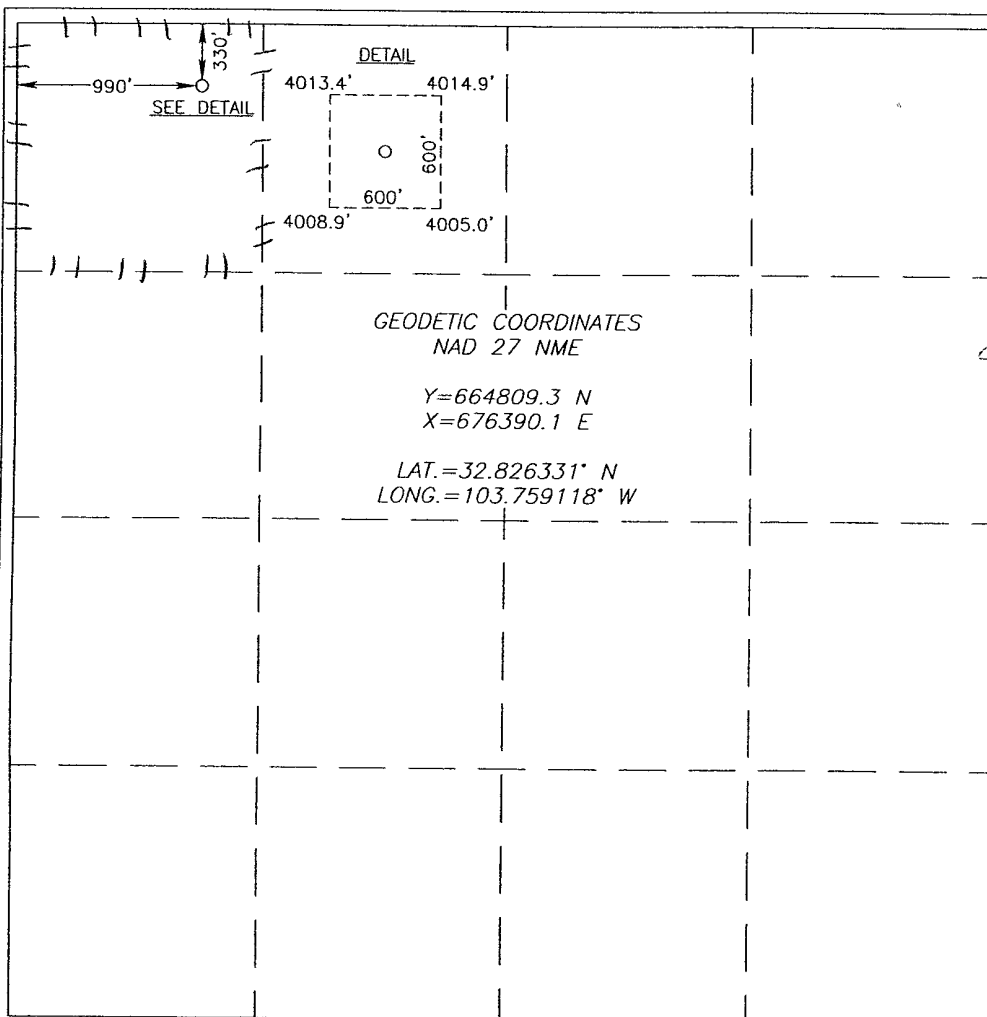 330'
990'
SEE DETAIL
DETAIL
4013.4' 4014.9'
600'
600'
4008.9' 4005.0'
GEODETIC COORDINATES
NAD 27 NME
Y=664809.3 N
X=676390.1 E
LAT.=32.826331° N
LONG.=103.759118° W